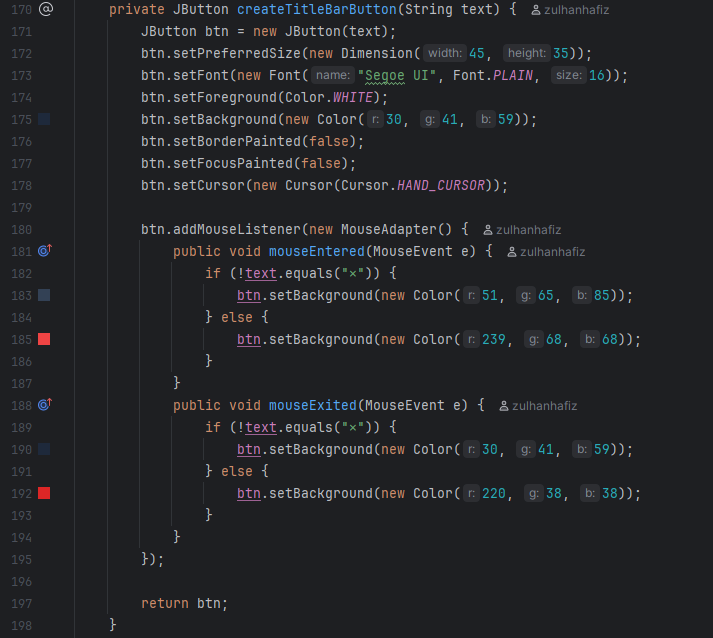 170 @ private JButton createTitleBarButton(String text) { zulhanhafiz
171 JButton btn = new JButton(text);
172 btn.setPreferredSize(new Dimension( width: 45, height: 35));
173 btn.setFont(new Font( name: "Segoe UI", Font.PLAIN, size: 16));
174 btn.setForeground(Color.WHITE);
175 btn.setBackground(new Color( r: 30, g: 41, b: 59));
176 btn.setBorderPainted(false);
177 btn.setFocusPainted(false);
178 btn.setCursor(new Cursor(Cursor.HAND_CURSOR));
179
180 btn.addMouseListener(new MouseAdapter() { zulhanhafiz
181 public void mouseEntered(MouseEvent e) { zulhanhafiz
182 if (!text.equals("×")) {
183 btn.setBackground(new Color( r: 51, g: 65, b: 85));
184 } else {
185 btn.setBackground(new Color( r: 239, g: 68, b: 68));
186 }
187 }
188 public void mouseExited(MouseEvent e) { zulhanhafiz
189 if (!text.equals("×")) {
190 btn.setBackground(new Color( r: 30, g: 41, b: 59));
191 } else {
192 btn.setBackground(new Color( r: 220, g: 38, b: 38));
193 }
194 }
195 });
196
197 return btn;
198 }